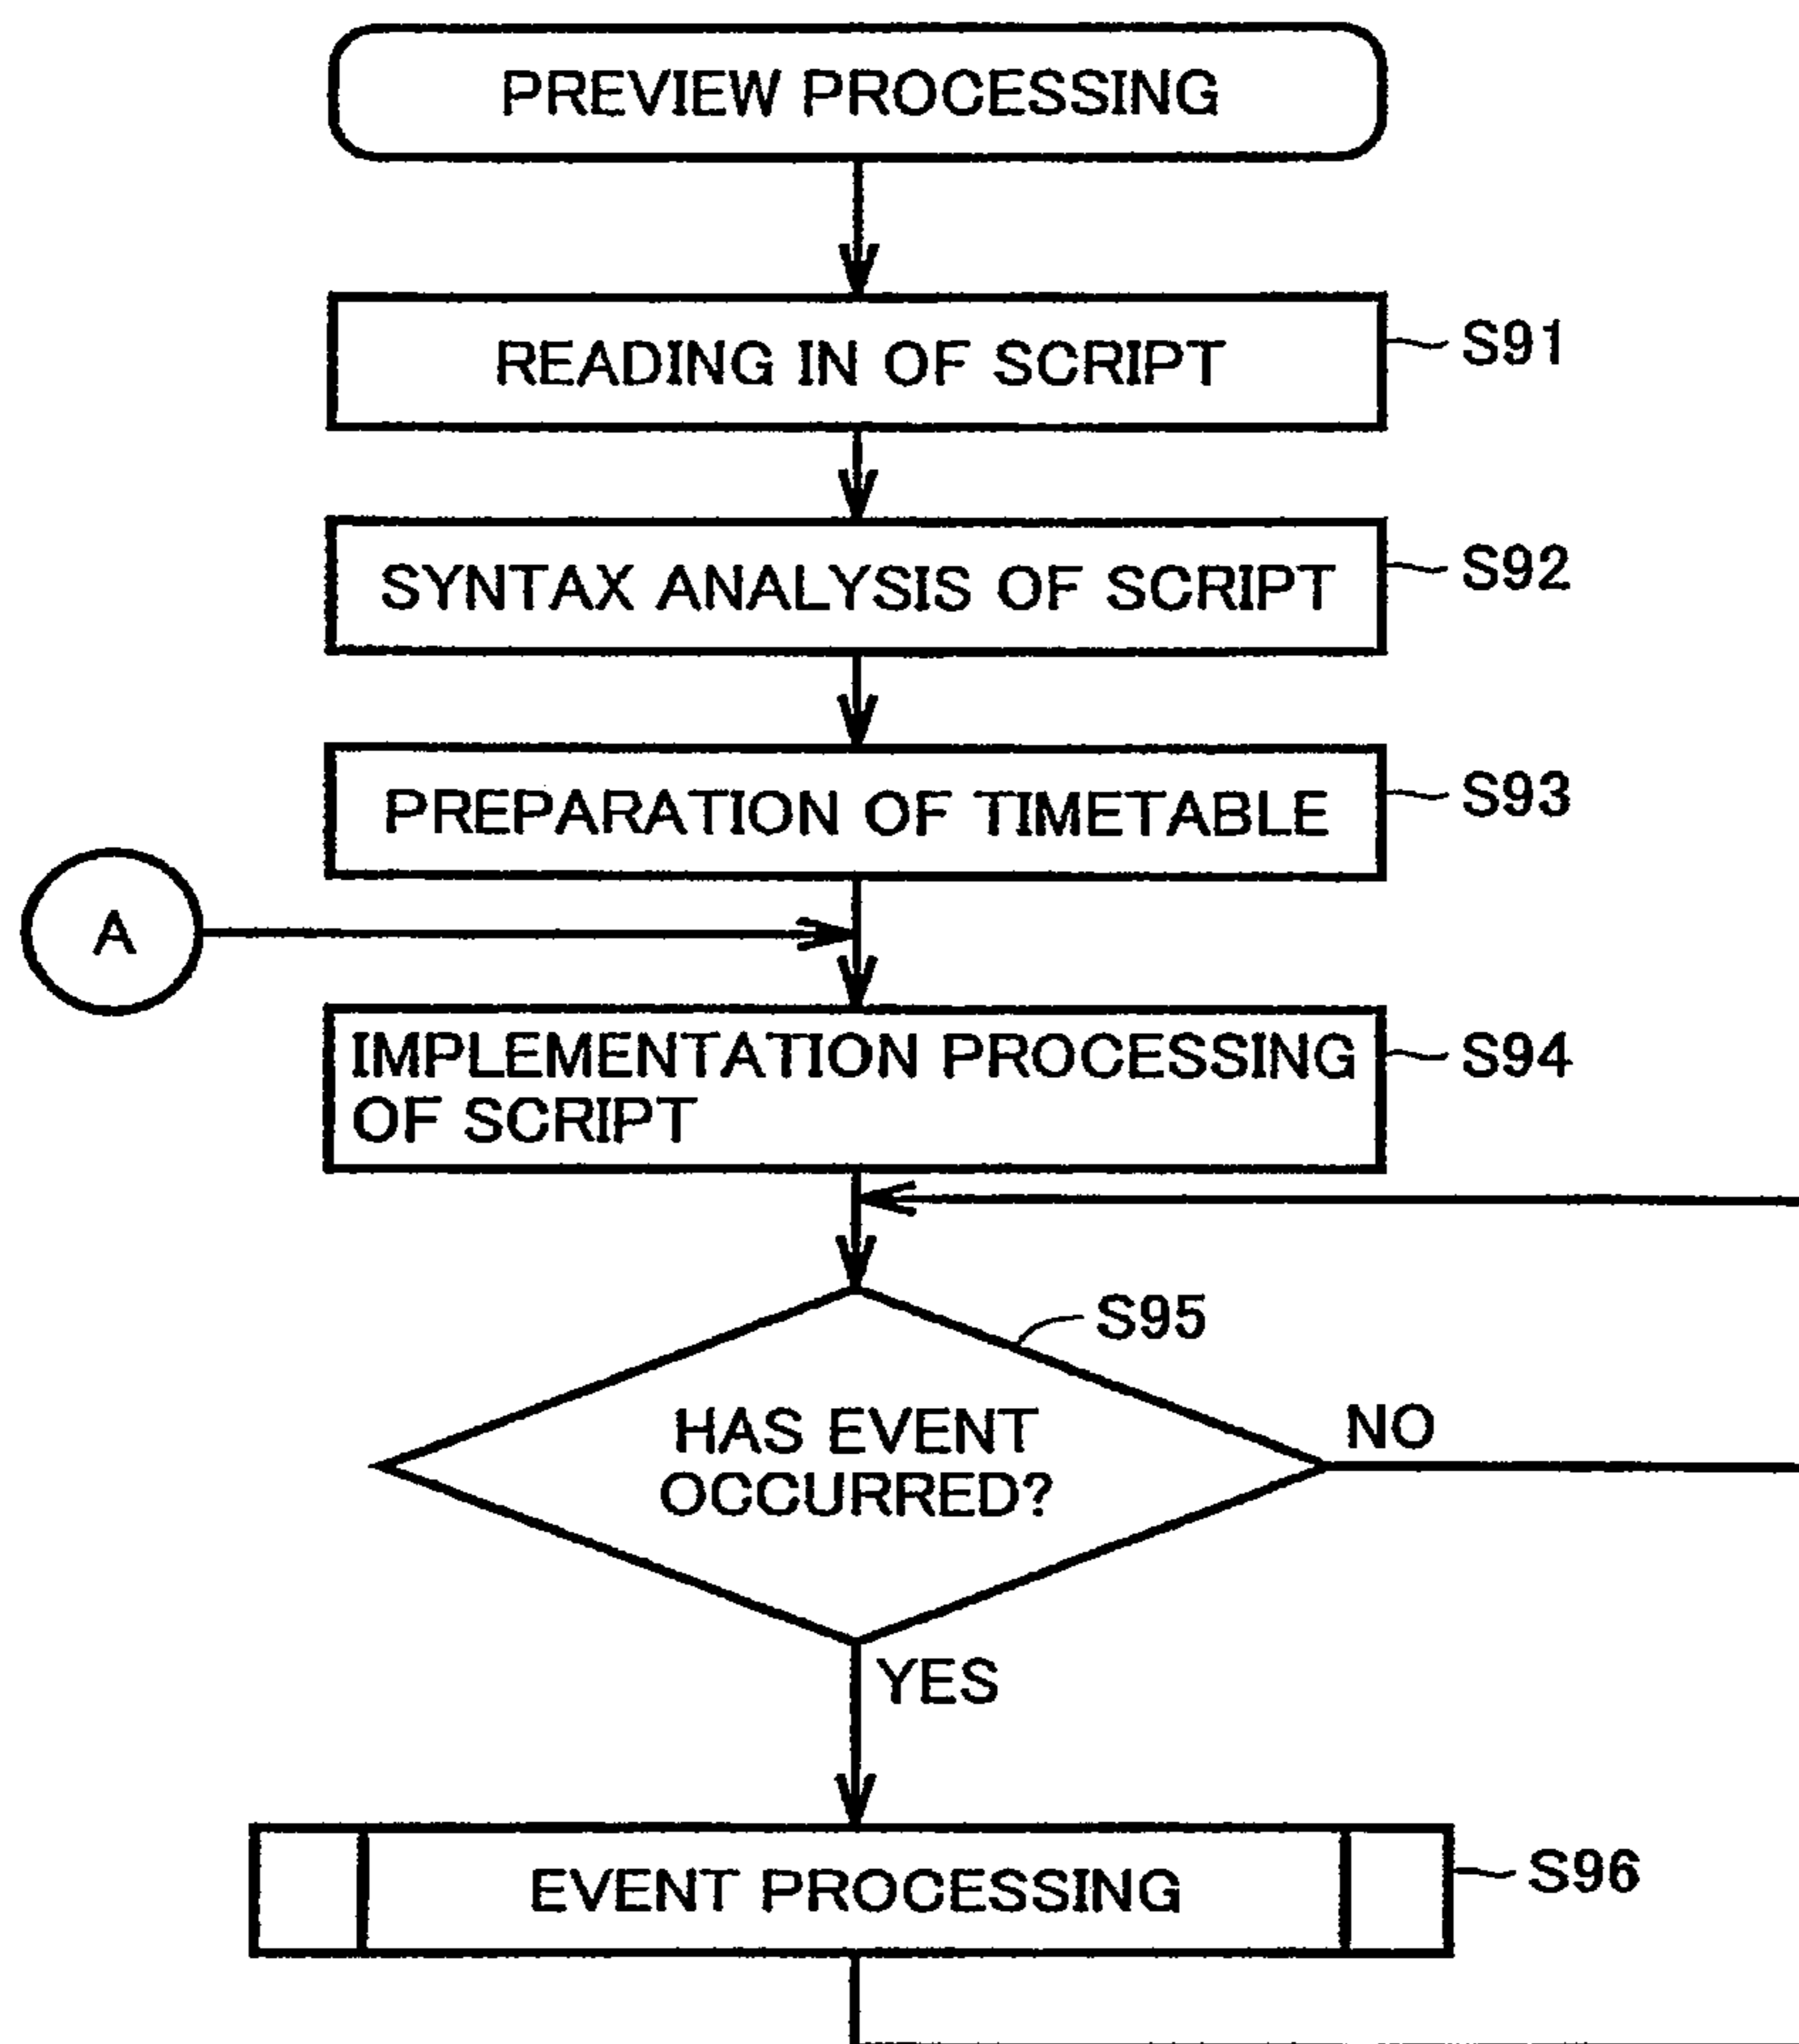 PREVIEW PROCESSING
READING IN OF SCRIPT
S91
SYNTAX ANALYSIS OF SCRIPT
S92
PREPARATION OF TIMETABLE
S93
A
IMPLEMENTATION PROCESSING
OF SCRIPT
S94
S95
HAS EVENT
OCCURRED?
NO
YES
EVENT PROCESSING
S96